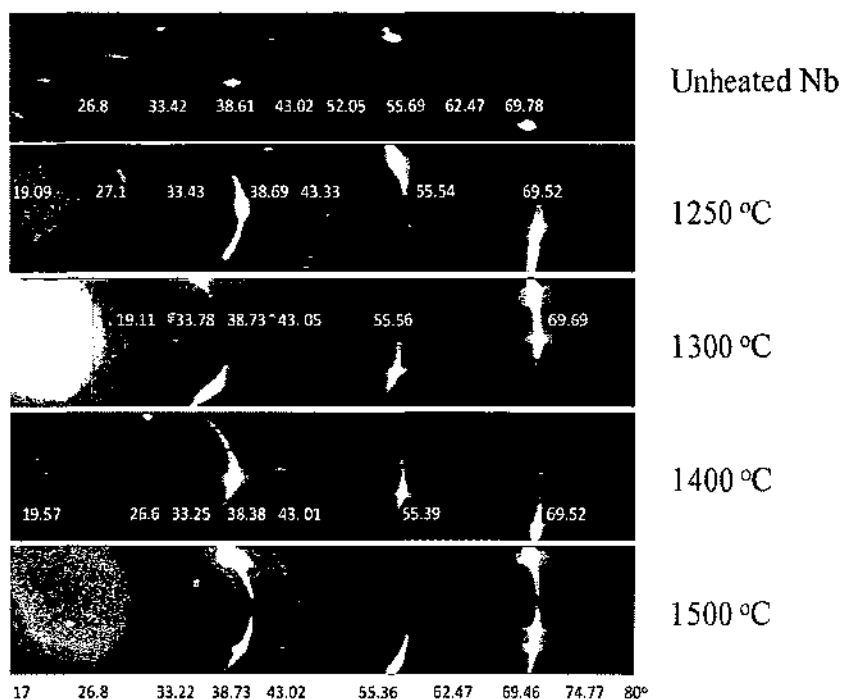 26.8 33.42 38.61 43.02 52.05 55.69 62.47 69.78
Unheated Nb
19.09 27.1 33.43 38.69 43.33 55.54 69.52
1250 °C
19.11 33.78 38.73 43.05 55.56 69.69
1300 °C
19.57 26.6 33.25 38.38 43.01 55.39 69.52
1400 °C
1500 °C
17 26.8 33.22 38.73 43.02 55.36 62.47 69.46 74.77 80°